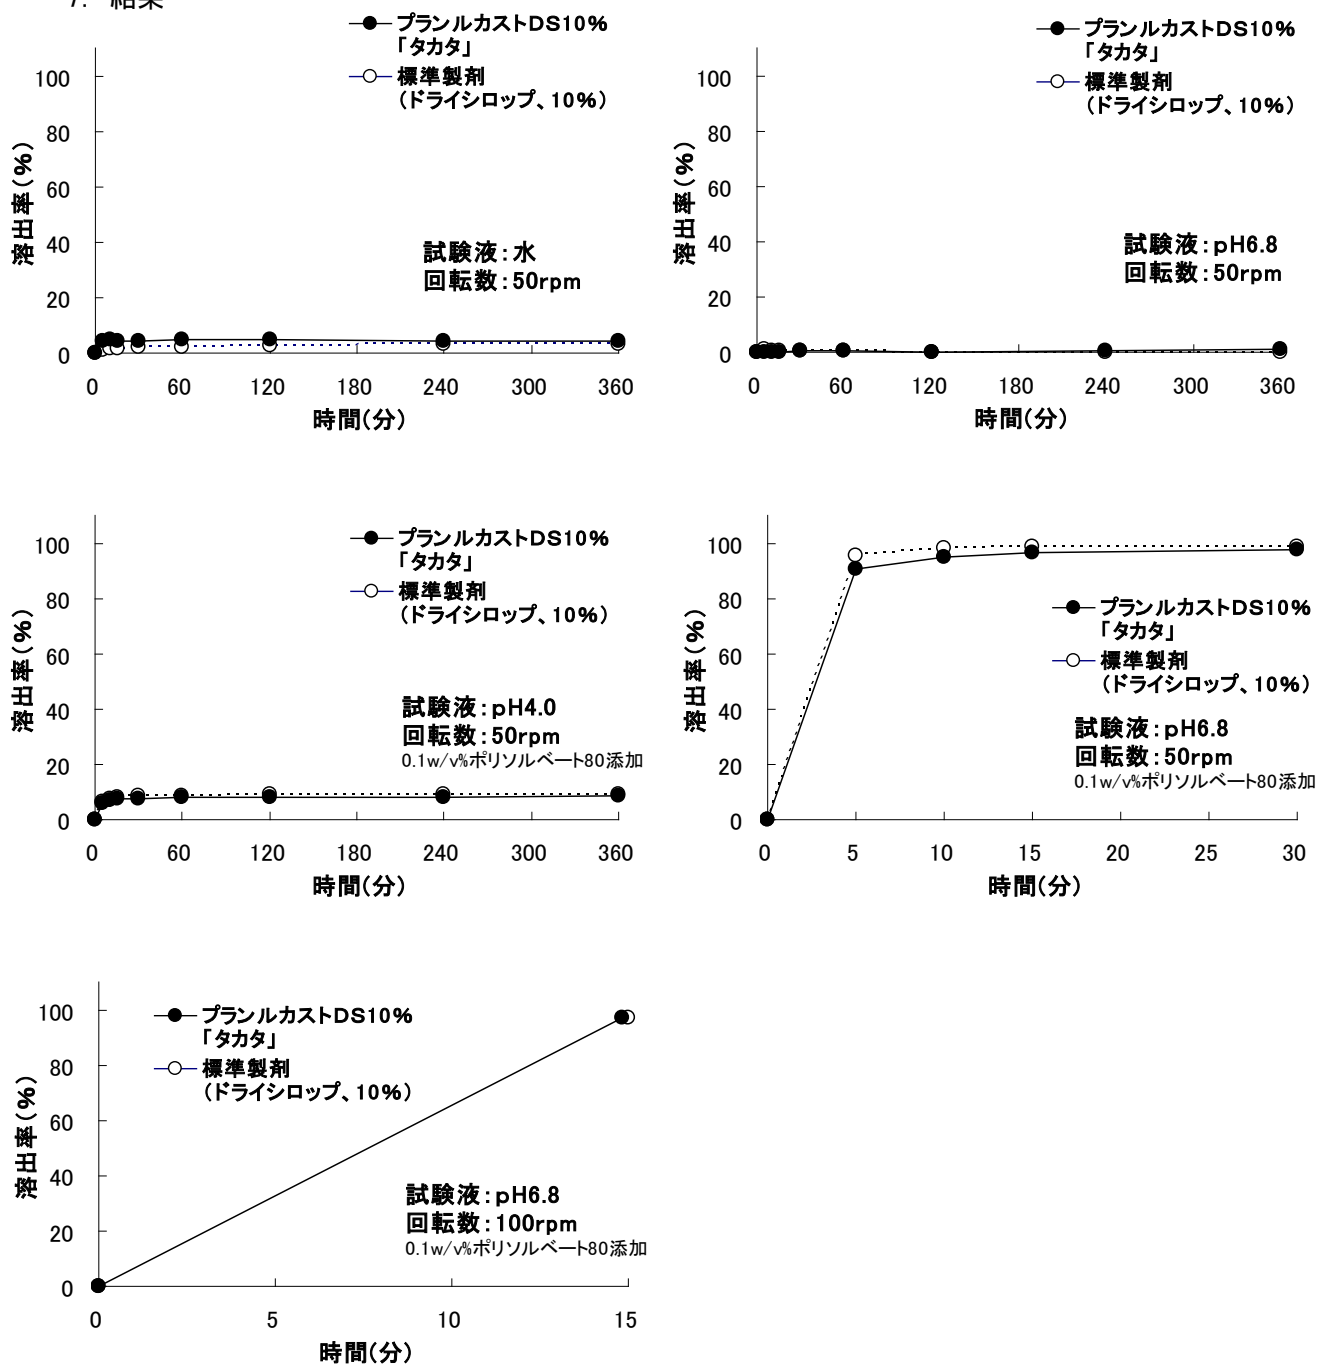 7. 結果
プランルカストDS10%
「タカタ」
標準製剤
(ドライシロップ、10%)
溶出率(%)
100
80
60
40
20
0
試験液:水
回転数:50rpm
0 60 120 180 240 300 360
時間(分)
プランルカストDS10%
「タカタ」
標準製剤
(ドライシロップ、10%)
溶出率(%)
100
80
60
40
20
0
試験液:pH6.8
回転数:50rpm
0 60 120 180 240 300 360
時間(分)
プランルカストDS10%
「タカタ」
標準製剤
(ドライシロップ、10%)
溶出率(%)
100
80
60
40
20
0
試験液:pH4.0
回転数:50rpm
0.1w/v%ポリソルベート80添加
0 60 120 180 240 300 360
時間(分)
プランルカストDS10%
「タカタ」
標準製剤
(ドライシロップ、10%)
溶出率(%)
100
80
60
40
20
0
試験液:pH6.8
回転数:50rpm
0.1w/v%ポリソルベート80添加
0 5 10 15 20 25 30
時間(分)
プランルカストDS10%
「タカタ」
標準製剤
(ドライシロップ、10%)
溶出率(%)
100
80
60
40
20
0
試験液:pH6.8
回転数:100rpm
0.1w/v%ポリソルベート80添加
0 5 10 15
時間(分)